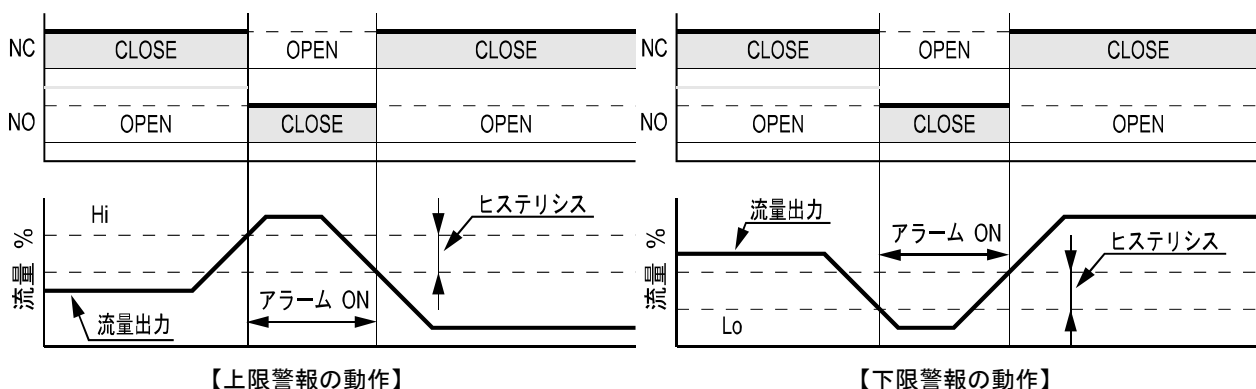 NC CLOSE OPEN CLOSE
NO OPEN CLOSE OPEN
流量 %
Hi
ヒステリシス
アラーム ON
流量出力
【上限警報の動作】
NC CLOSE OPEN CLOSE
NO OPEN CLOSE OPEN
流量 %
流量出力
アラーム ON
ヒステリシス
Lo
【下限警報の動作】